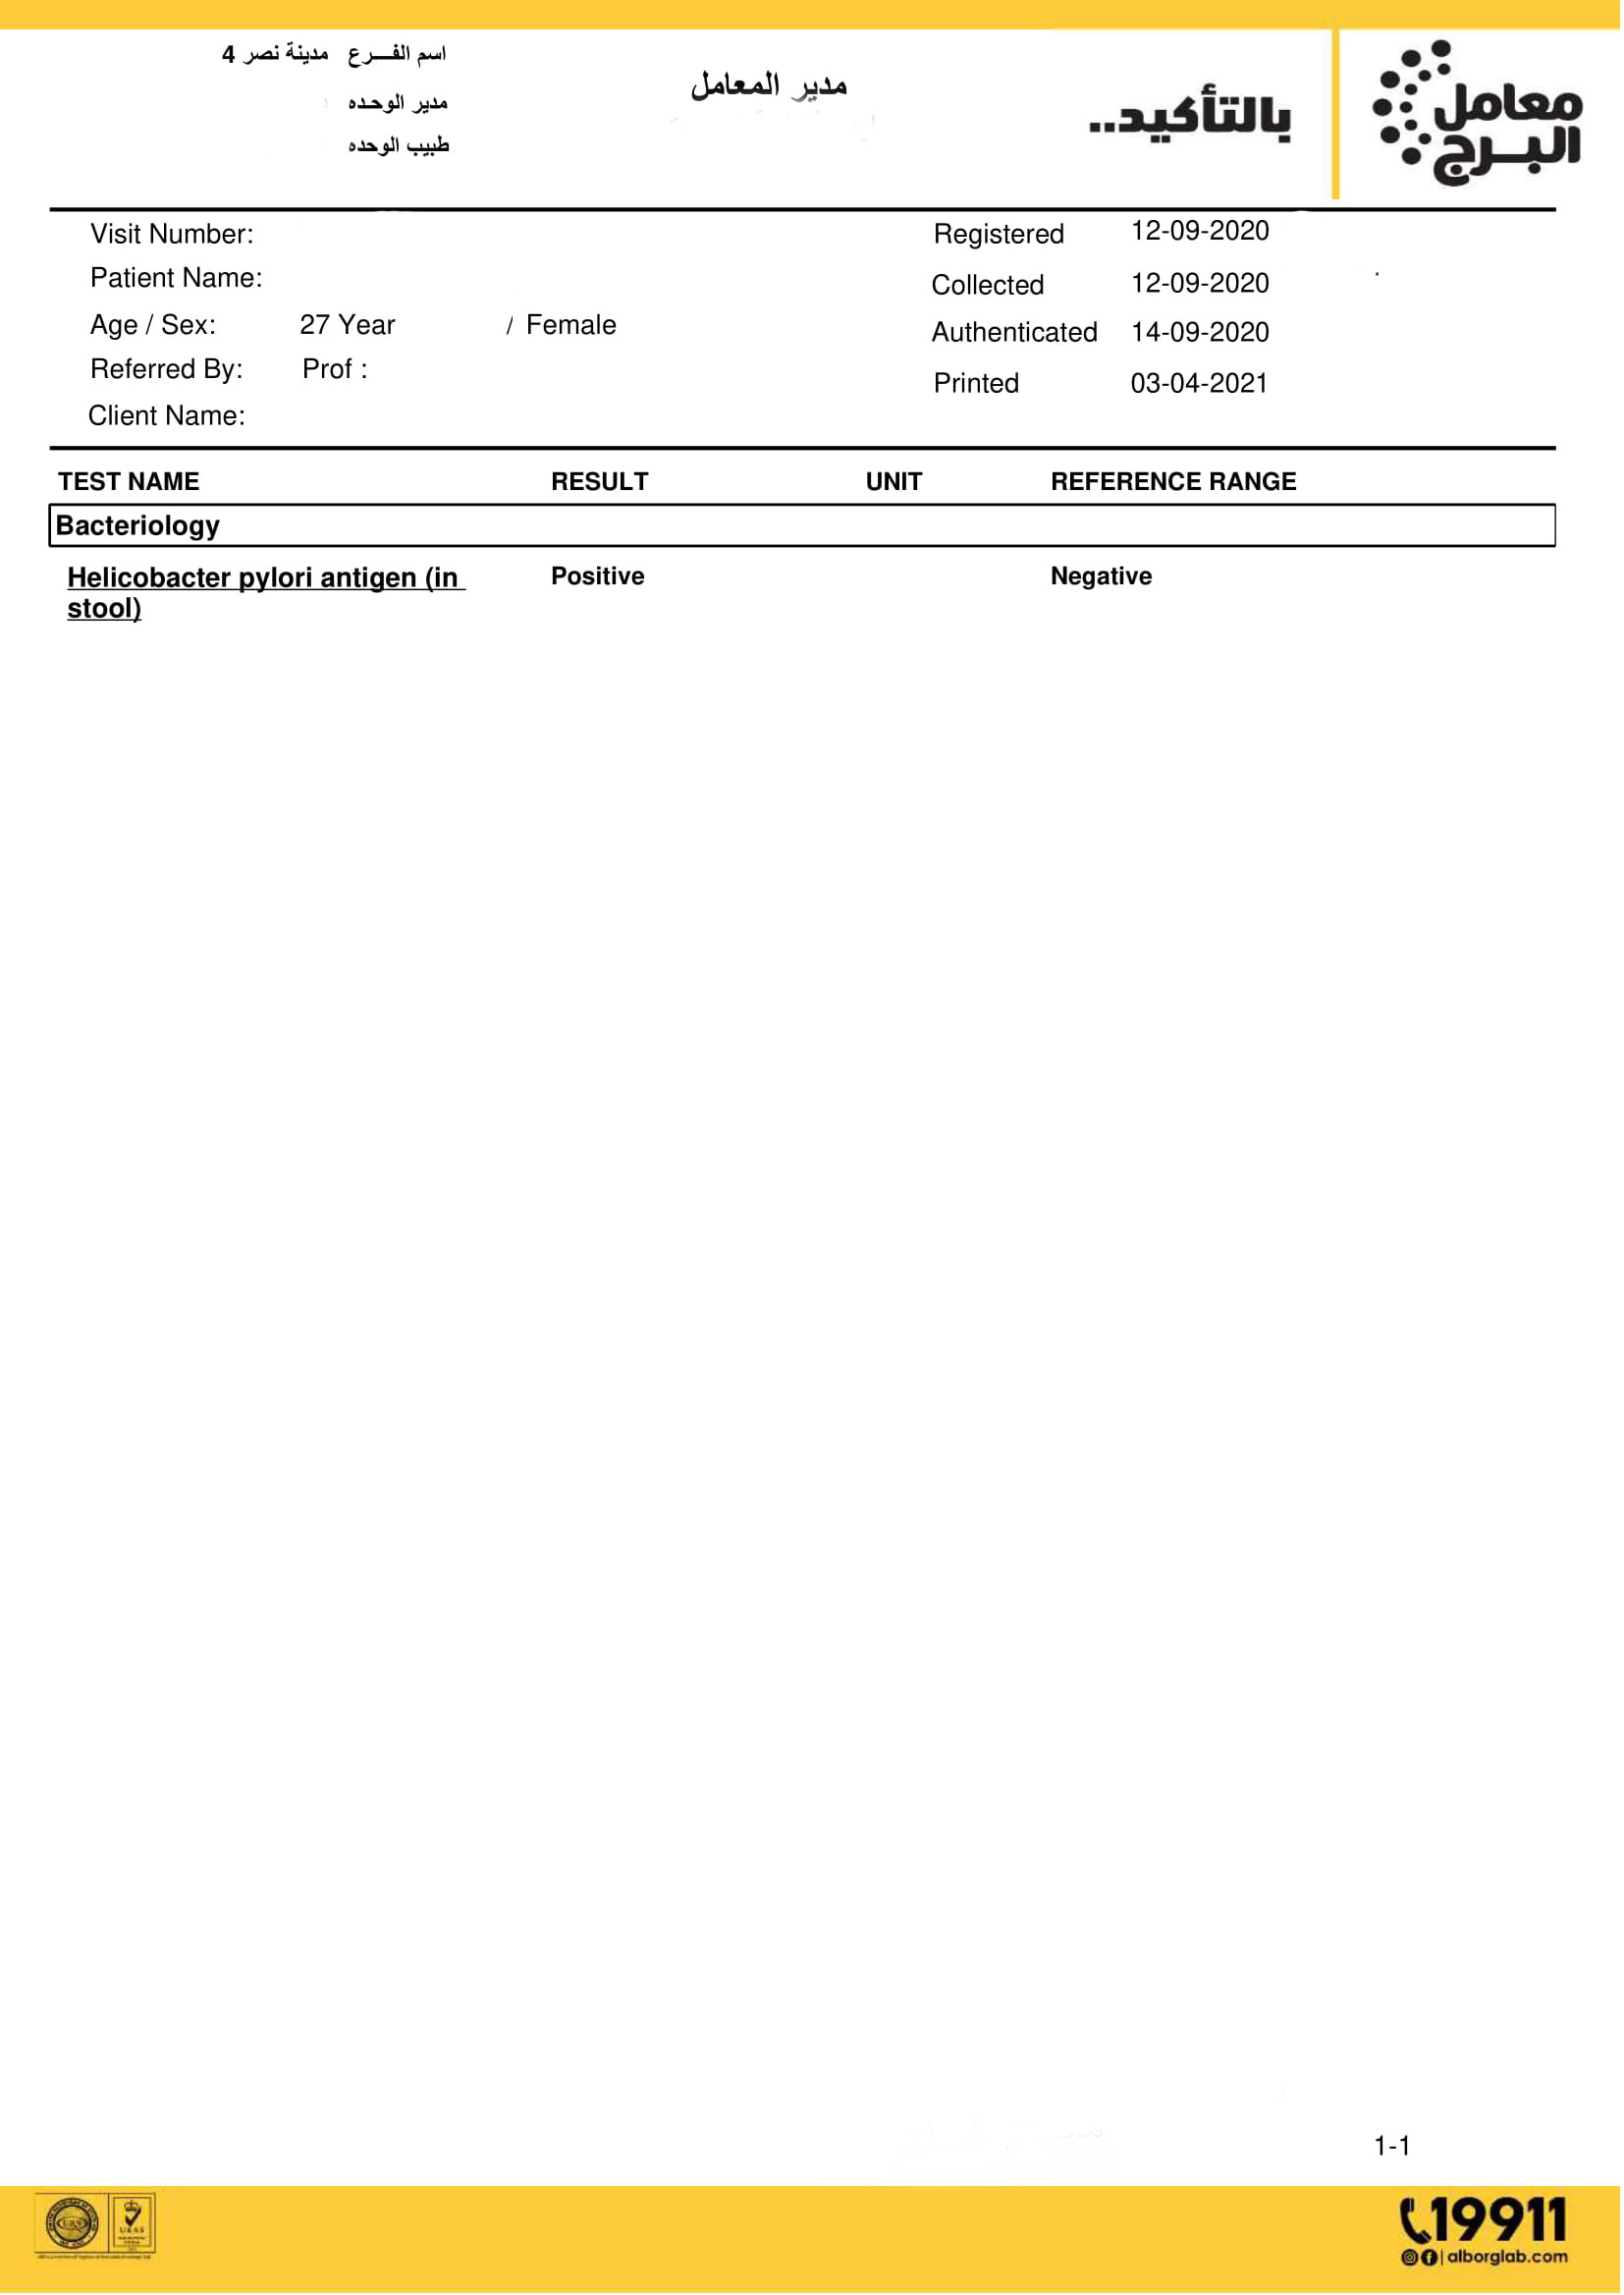 اسم الفـــرع مدينة نصر 4
مدير الوحده
طبيب الوحده
مدير المعامل
بالتأكيد..
معامل
البرج
Visit Number:
Patient Name:
Age / Sex: 27 Year / Female
Referred By: Prof :
Client Name:
Registered 12-09-2020
Collected 12-09-2020
Authenticated 14-09-2020
Printed 03-04-2021
TEST NAME RESULT UNIT REFERENCE RANGE
Bacteriology
Helicobacter pylori antigen (in Positive Negative
stool)
1-1
URS
UKAS
19911
alborglab.com